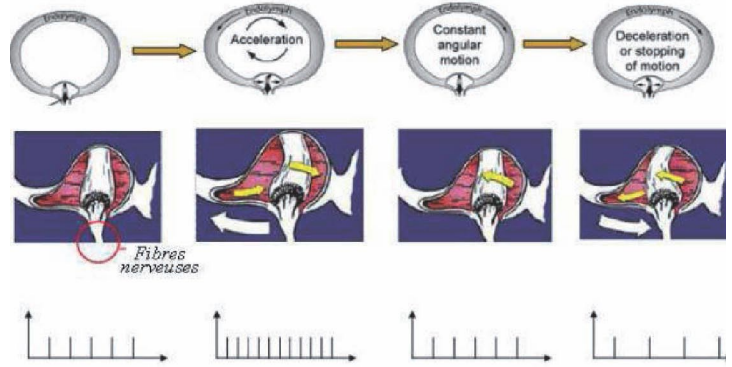 Endolymph
Endolymph
Acceleration
Endolymph
Constant
angular
motion
Endolymph
Deceleration
or stopping
of motion
Fibres
nerveuses